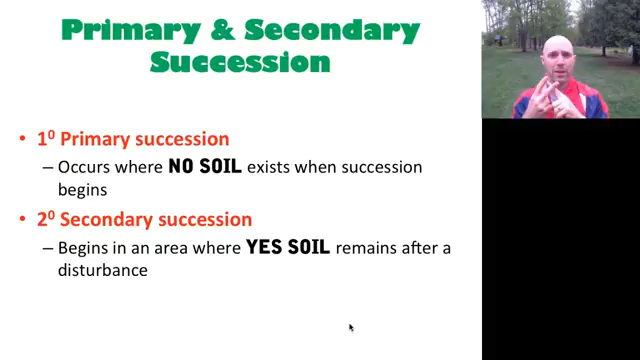 Primary & Secondary
Succession
• 1⁰ Primary succession
– Occurs where NO SOIL exists when succession
begins
• 2⁰ Secondary succession
– Begins in an area where YES SOIL remains after a
disturbance